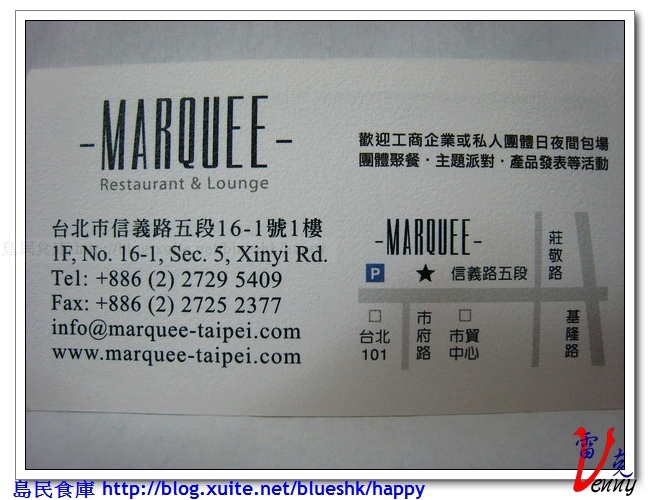 -MARQUEE-
Restaurant & Lounge
歡迎工商企業或私人團體日夜間包場
團體聚餐·主題派對·產品發表等活動
台北市信義路五段16-1號1樓
1F, No. 16-1, Sec. 5, Xinyi Rd.
Tel: +886 (2) 2729 5409
Fax: +886 (2) 2725 2377
info@marquee-taipei.com
www.marquee-taipei.com
-MARQUEE-
P ★ 信義路五段
莊敬路
台北101
市府路
市貿中心
基隆路
雷克
Venny
島民食庫 http://blog.xuite.net/blueshk/happy